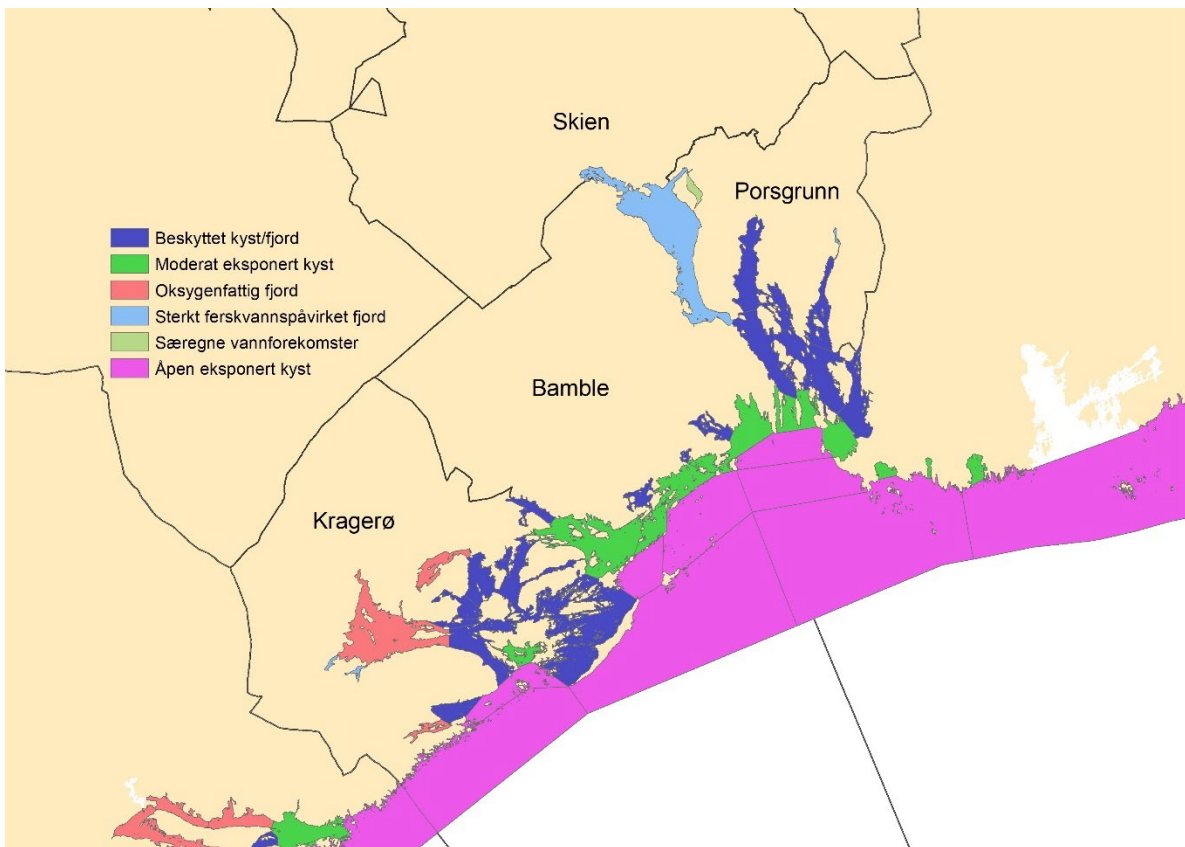 Skien
Porsgrunn
Beskyttet kyst/fjord
Moderat eksponert kyst
Oksygenfattig fjord
Sterkt ferskvannspåvirket fjord
Særegne vannforekomster
Åpen eksponert kyst
Bamble
Kragerø